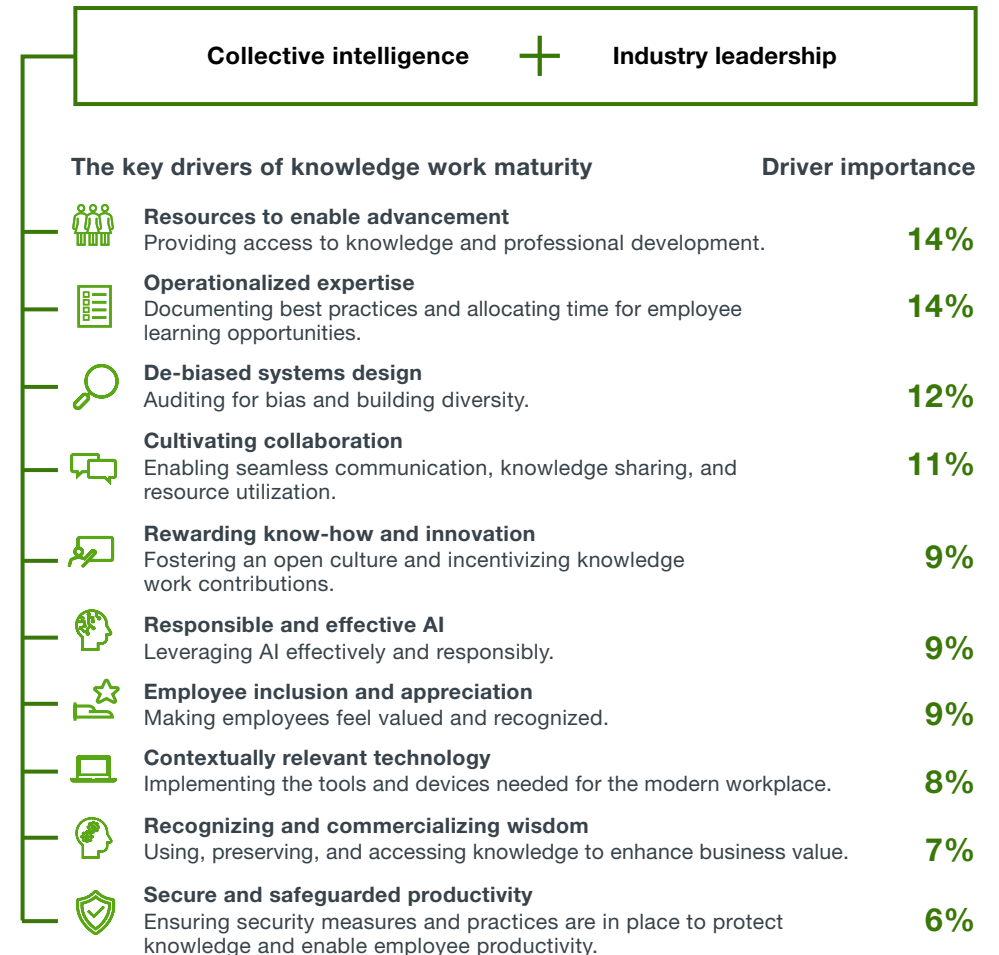 Collective intelligence + Industry leadership
The key drivers of knowledge work maturity Driver importance
Resources to enable advancement
Providing access to knowledge and professional development.
14%
Operationalized expertise
Documenting best practices and allocating time for employee
learning opportunities.
14%
De-biased systems design
Auditing for bias and building diversity.
12%
Cultivating collaboration
Enabling seamless communication, knowledge sharing, and
resource utilization.
11%
Rewarding know-how and innovation
Fostering an open culture and incentivizing knowledge
work contributions.
9%
Responsible and effective AI
Leveraging AI effectively and responsibly.
9%
Employee inclusion and appreciation
Making employees feel valued and recognized.
9%
Contextually relevant technology
Implementing the tools and devices needed for the modern workplace.
8%
Recognizing and commercializing wisdom
Using, preserving, and accessing knowledge to enhance business value.
7%
Secure and safeguarded productivity
Ensuring security measures and practices are in place to protect
knowledge and enable employee productivity.
6%